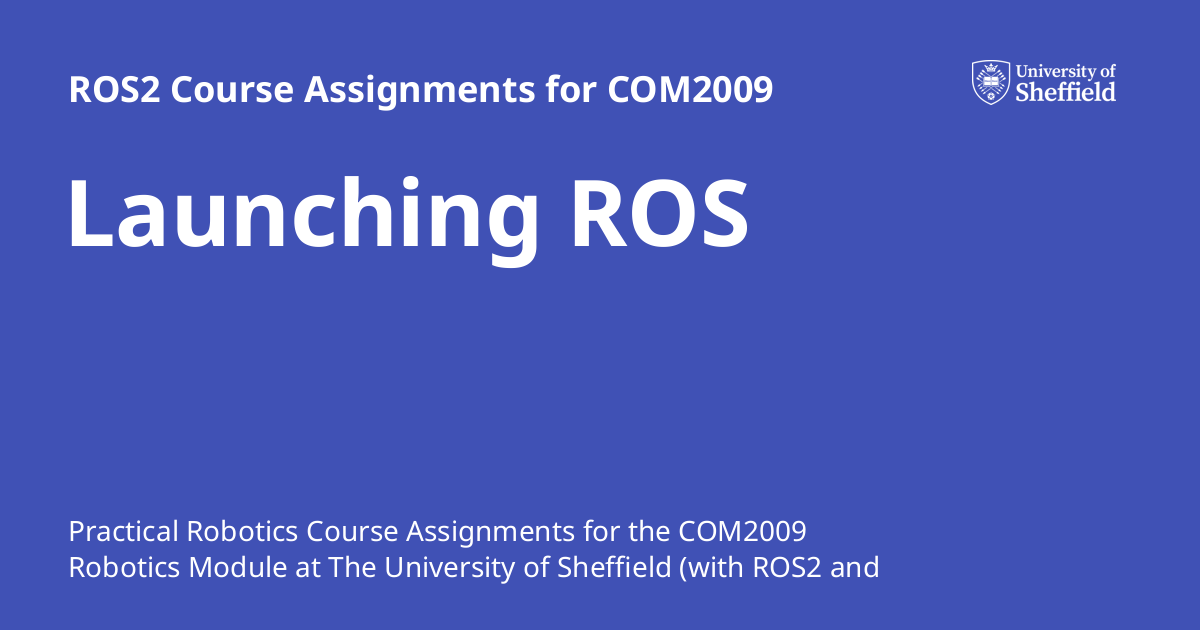 ROS2 Course Assignments for COM2009
University of
Sheffield
Launching ROS
Practical Robotics Course Assignments for the COM2009
Robotics Module at The University of Sheffield (with ROS2 and